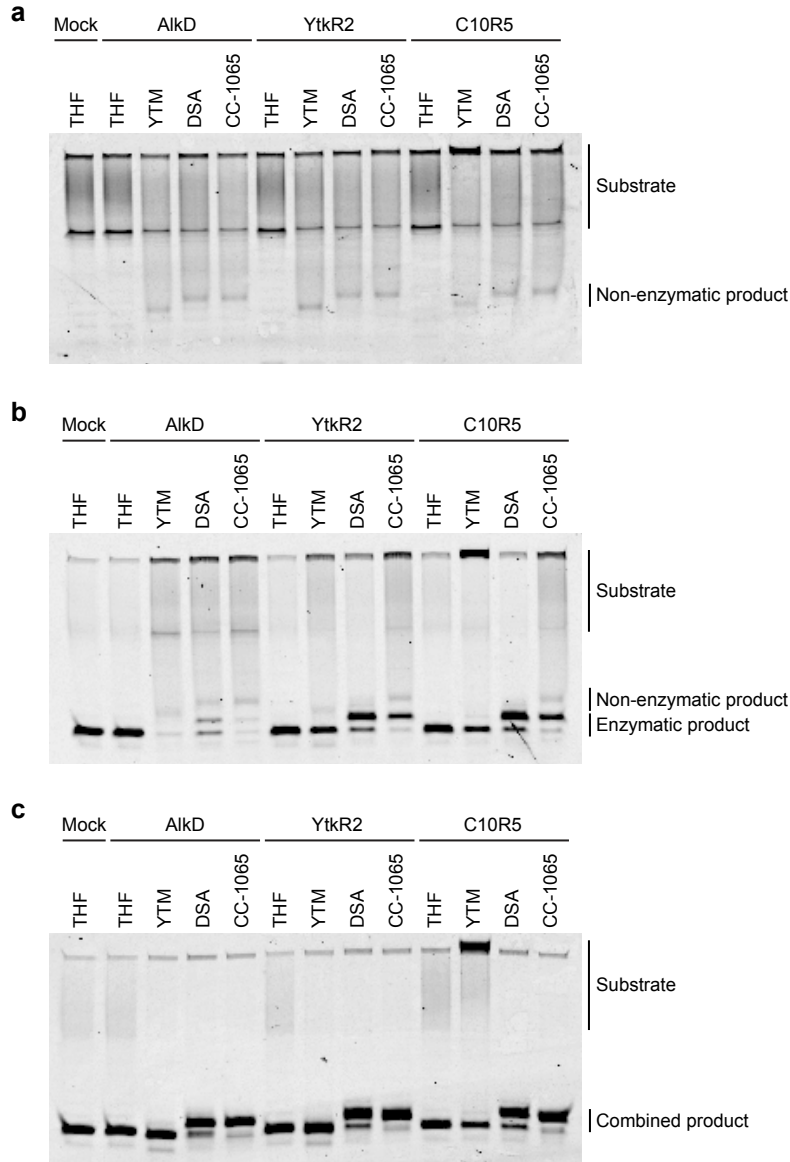 a
Mock AlkD YtkR2 C10R5
THF THF YTM DSA CC-1065 THF YTM DSA CC-1065 THF YTM DSA CC-1065
Substrate
Non-enzymatic product
b
Mock AlkD YtkR2 C10R5
THF THF YTM DSA CC-1065 THF YTM DSA CC-1065 THF YTM DSA CC-1065
Substrate
Non-enzymatic product
Enzymatic product
c
Mock AlkD YtkR2 C10R5
THF THF YTM DSA CC-1065 THF YTM DSA CC-1065 THF YTM DSA CC-1065
Substrate
Combined product